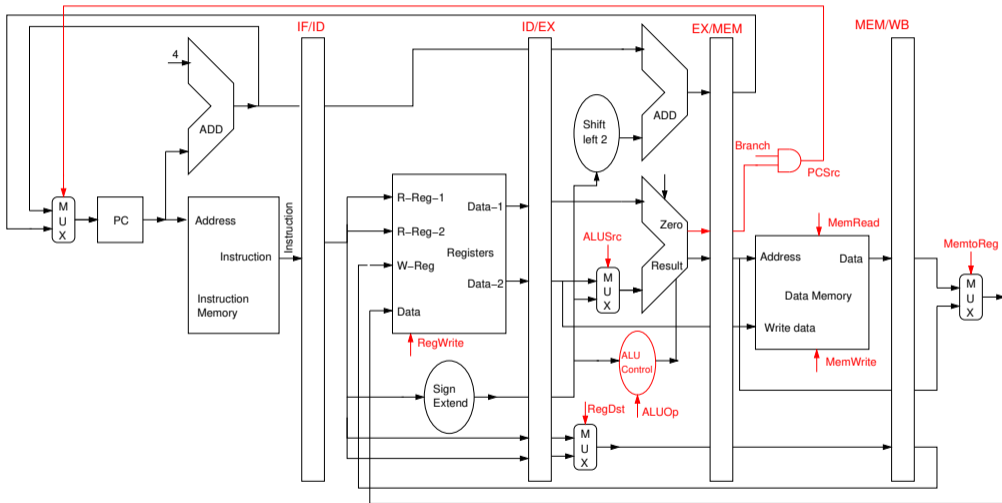 IF/ID
ID/EX
EX/MEM
MEM/WB
4
ADD
Shift
left 2
ADD
Branch
PCSrc
M
U
X
PC
Address
Instruction
Instruction
Memory
Instruction
R-Reg-1
R-Reg-2
W-Reg
Data
Data-1
Registers
Data-2
RegWrite
Sign
Extend
ALUSrc
M
U
X
Zero
Result
ALU
Control
ALUOp
RegDst
M
U
X
MemRead
Address
Data
Data Memory
Write data
MemWrite
MemtoReg
M
U
X